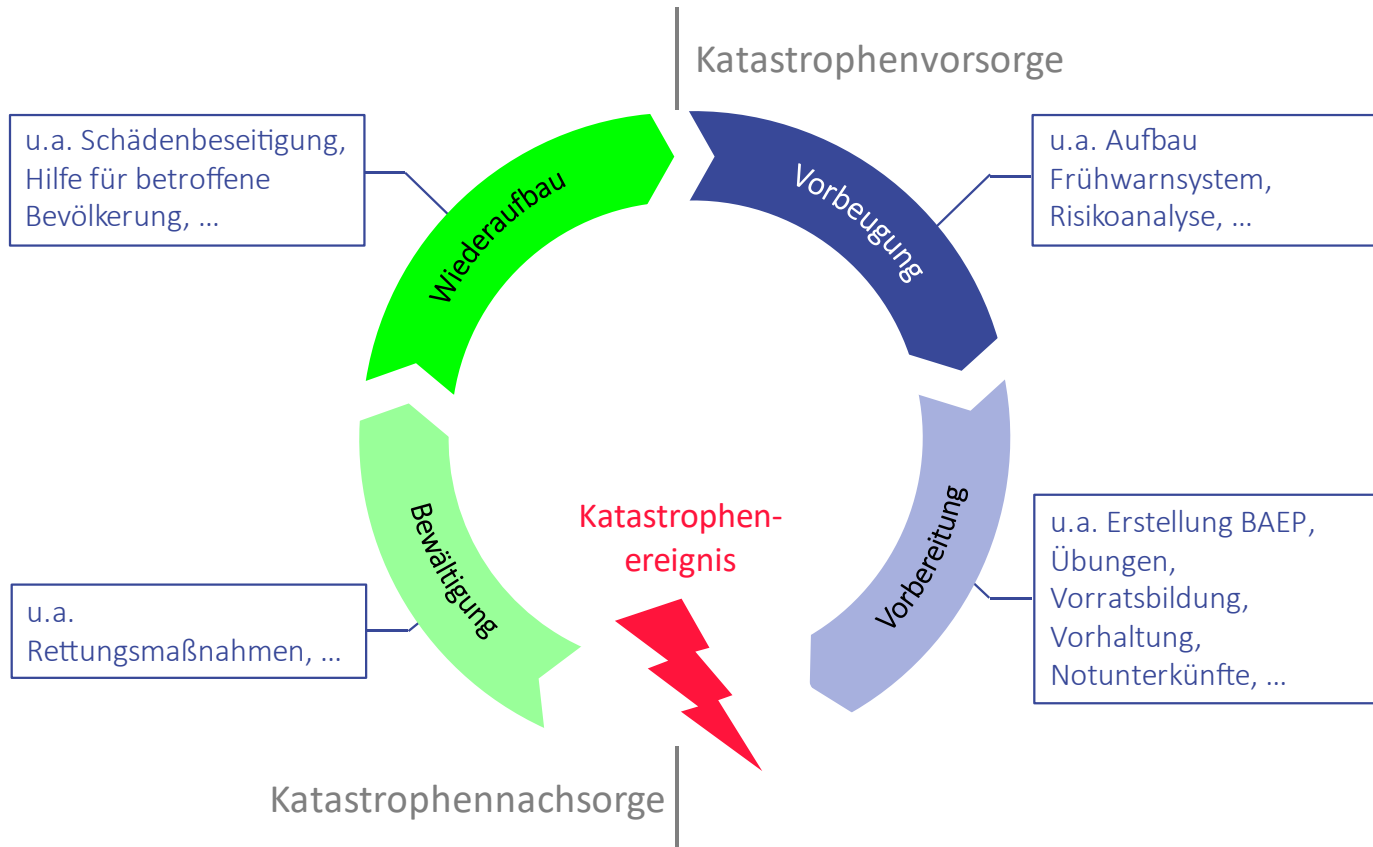 Katastrophenvorsorge
u.a. Schädenbeseitigung,
Hilfe für betroffene
Bevölkerung, ...
Wiederaufbau
Vorbeugung
u.a. Aufbau
Frühwarnsystem,
Risikoanalyse, ...
Bewältigung
Katastrophen-
ereignis
Vorbereitung
u.a. Erstellung BAEP,
Übungen,
Vorratsbildung,
Vorhaltung,
Notunterkünfte, ...
u.a.
Rettungsmaßnahmen, ...
Katastrophennachsorge